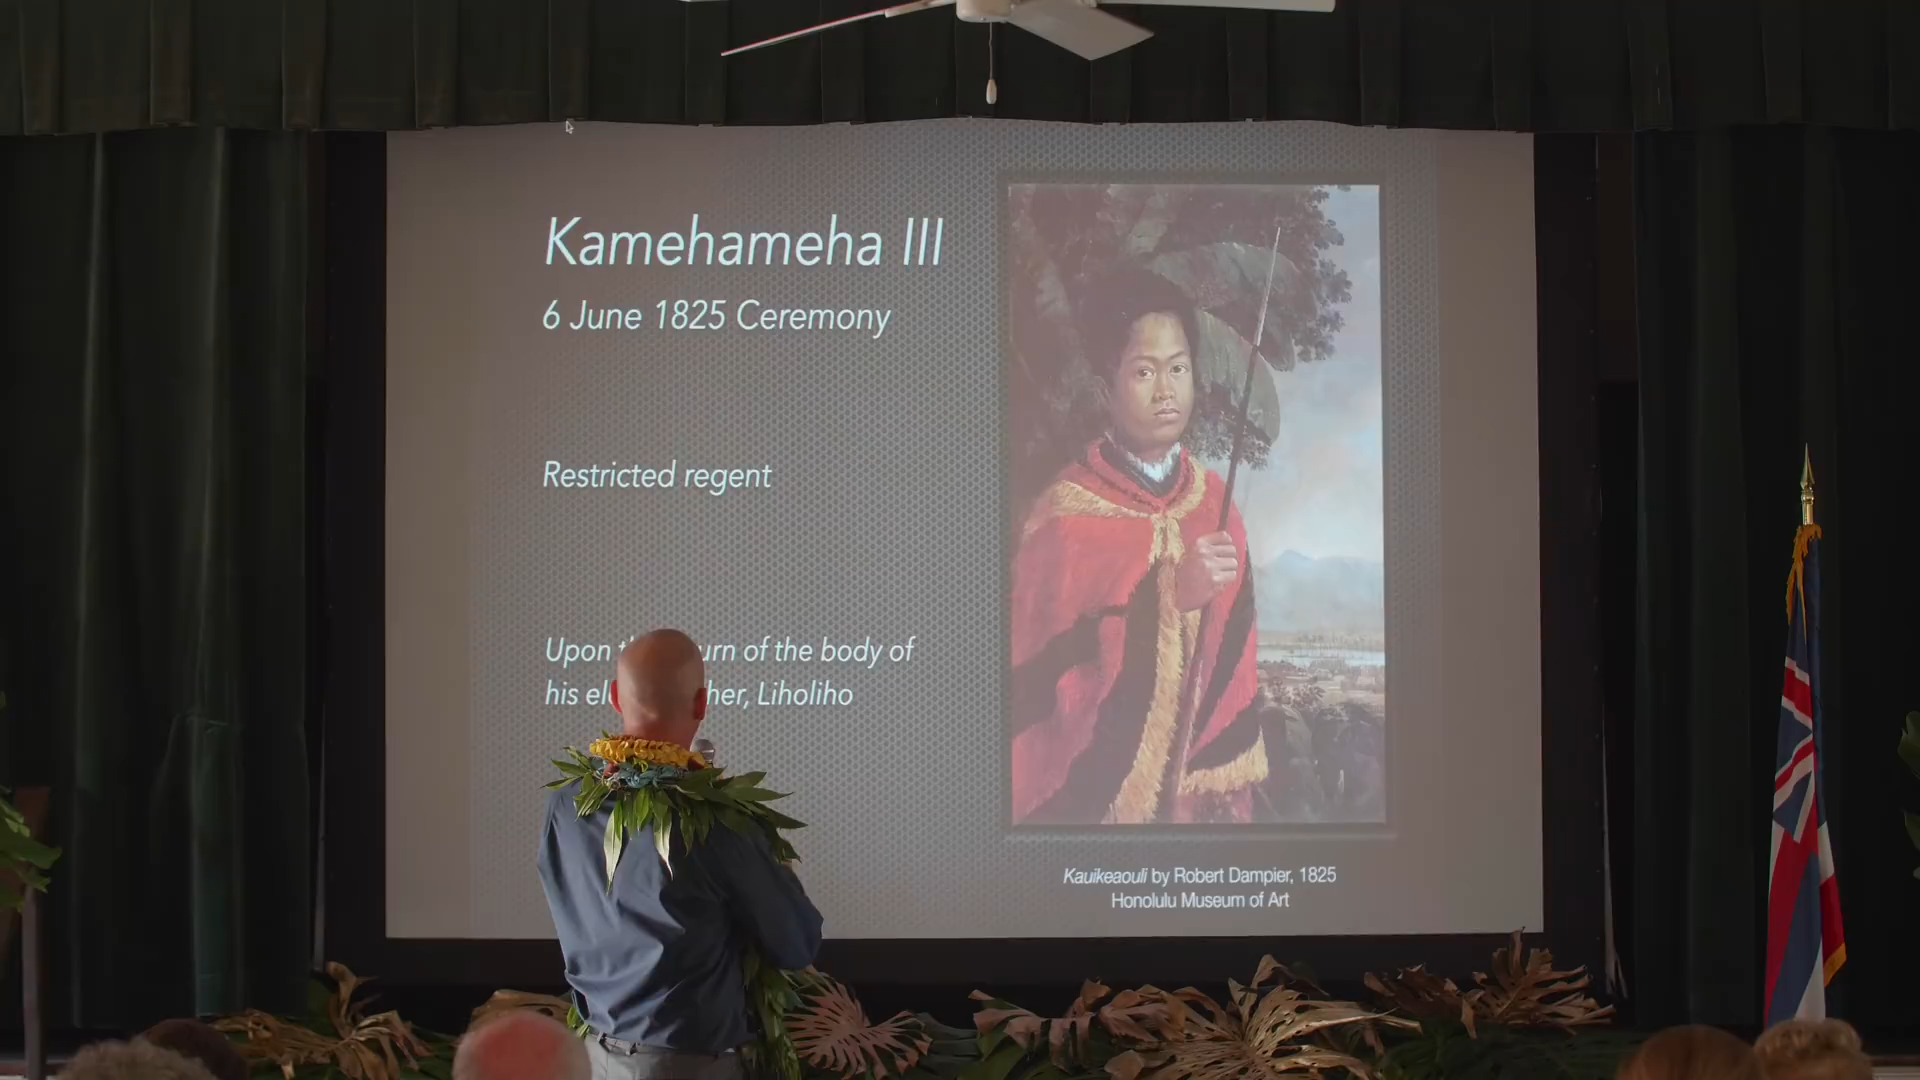 Kamehameha III
6 June 1825 Ceremony
Restricted regent
Upon urn of the body of
his her, Liholiho
Kauikeaouli by Robert Dampier, 1825
Honolulu Museum of Art